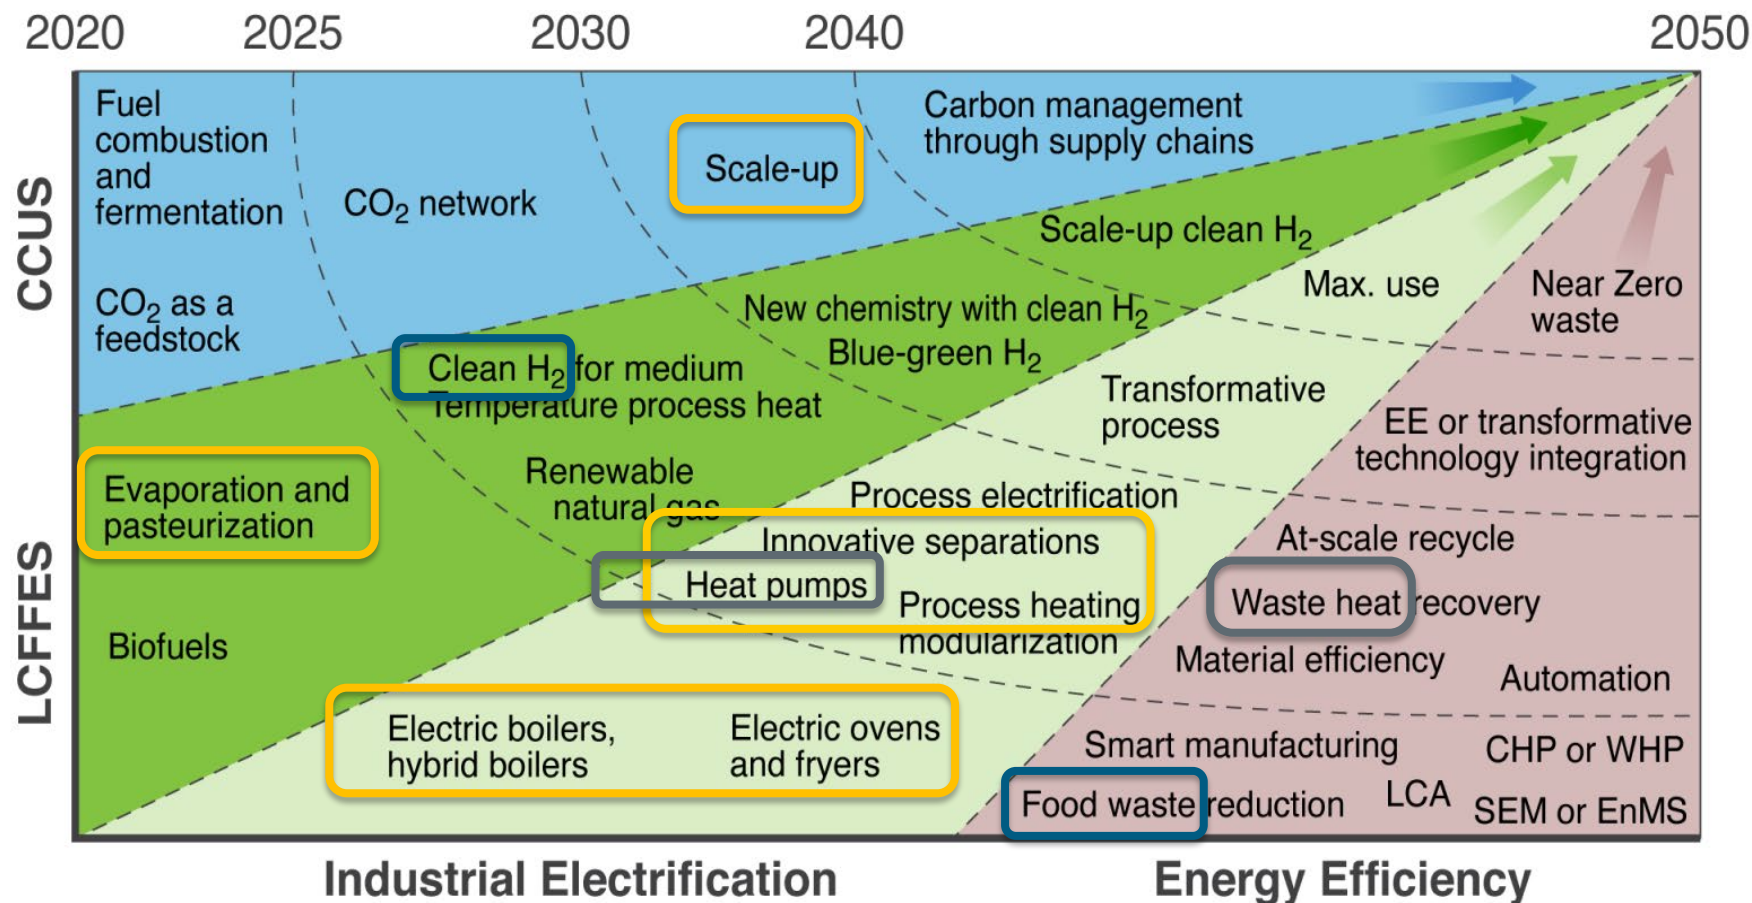 2020 2025 2030 2040 2050
CCUS
LCFFES
Fuel
combustion
and
fermentation
CO₂ as a
feedstock
CO₂ network
Scale-up
Carbon management
through supply chains
Evaporation and
pasteurization
Biofuels
Clean H₂ for medium
Temperature process heat
Renewable
natural gas
New chemistry with clean H₂
Blue-green H₂
Scale-up clean H₂
Electric boilers,
hybrid boilers
Electric ovens
and fryers
Heat pumps
Innovative separations
Process electrification
Process heating
modularization
Transformative
process
Max. use
Near Zero
waste
EE or transformative
technology integration
At-scale recycle
Waste heat recovery
Material efficiency
Automation
Smart manufacturing
CHP or WHP
Food waste reduction
LCA
SEM or EnMS
Industrial Electrification
Energy Efficiency